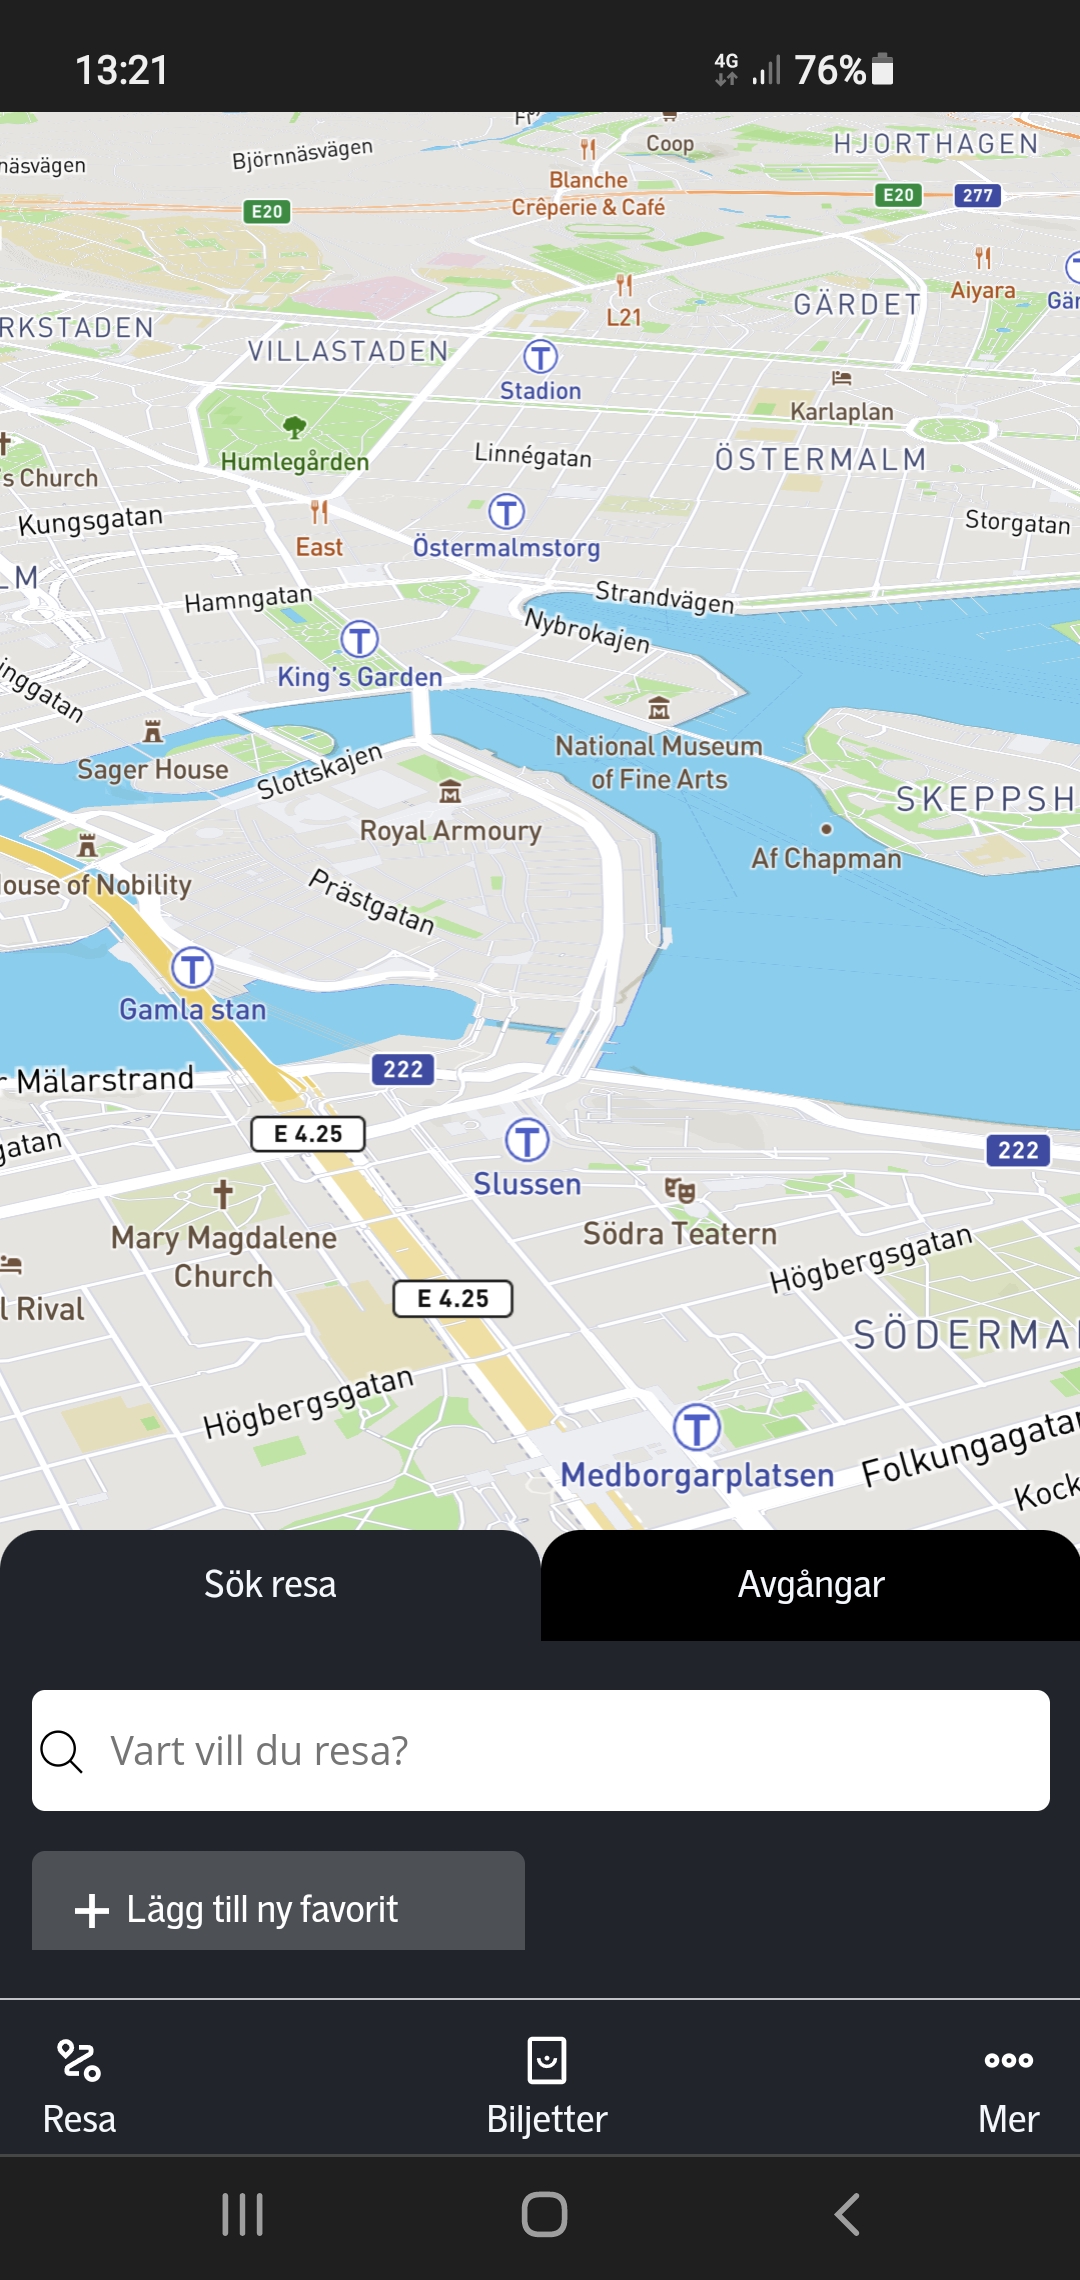 13:21
4G
76%
Coop
HJORTHAGEN
näsvägen
Björnnäsvägen
Blanche
Crêperie & Café
E20
E20
277
Aiyara
L21
GÄRDET
Gär
RKSTADEN
VILLASTADEN
Stadion
Karlaplan
Humlegården
Linnégatan
ÖSTERMALM
's Church
Kungsgatan
East
Östermalmstorg
Storgatan
LM
Hamngatan
Strandvägen
Nybrokajen
King's Garden
inggatan
National Museum
of Fine Arts
Sager House
Slottskajen
SKEPPSH
Royal Armoury
Af Chapman
ouse of Nobility
Prästgatan
Gamla stan
r Mälarstrand
222
E 4.25
gatan
222
Slussen
Mary Magdalene
Church
Södra Teatern
Högbergsgatan
l Rival
E 4.25
SÖDERMA
Högbergsgatan
Medborgarplatsen
Folkungagatan
Kock
Sök resa
Avgångar
Vart vill du resa?
+ Lägg till ny favorit
Resa
Biljetter
Mer